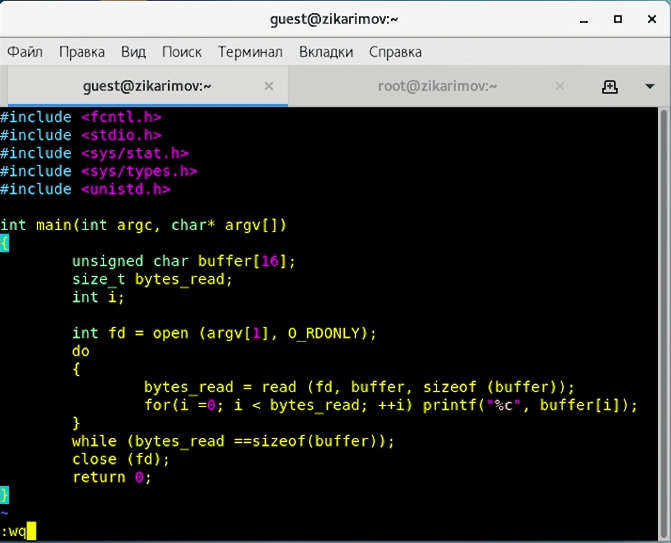 guest@zikarimov:~
Файл Правка Вид Поиск Терминал Вкладки Справка
guest@zikarimov:~ × root@zikarimov:~ ×
#include <fcntl.h>
#include <stdio.h>
#include <sys/stat.h>
#include <sys/types.h>
#include <unistd.h>
int main(int argc, char* argv[])
{
unsigned char buffer[16];
size_t bytes_read;
int i;
int fd = open (argv[1], O_RDONLY);
do
{
bytes_read = read (fd, buffer, sizeof (buffer));
for(i =0; i < bytes_read; ++i) printf("%c", buffer[i]);
}
while (bytes_read ==sizeof(buffer));
close (fd);
return 0;
}
~
:wq